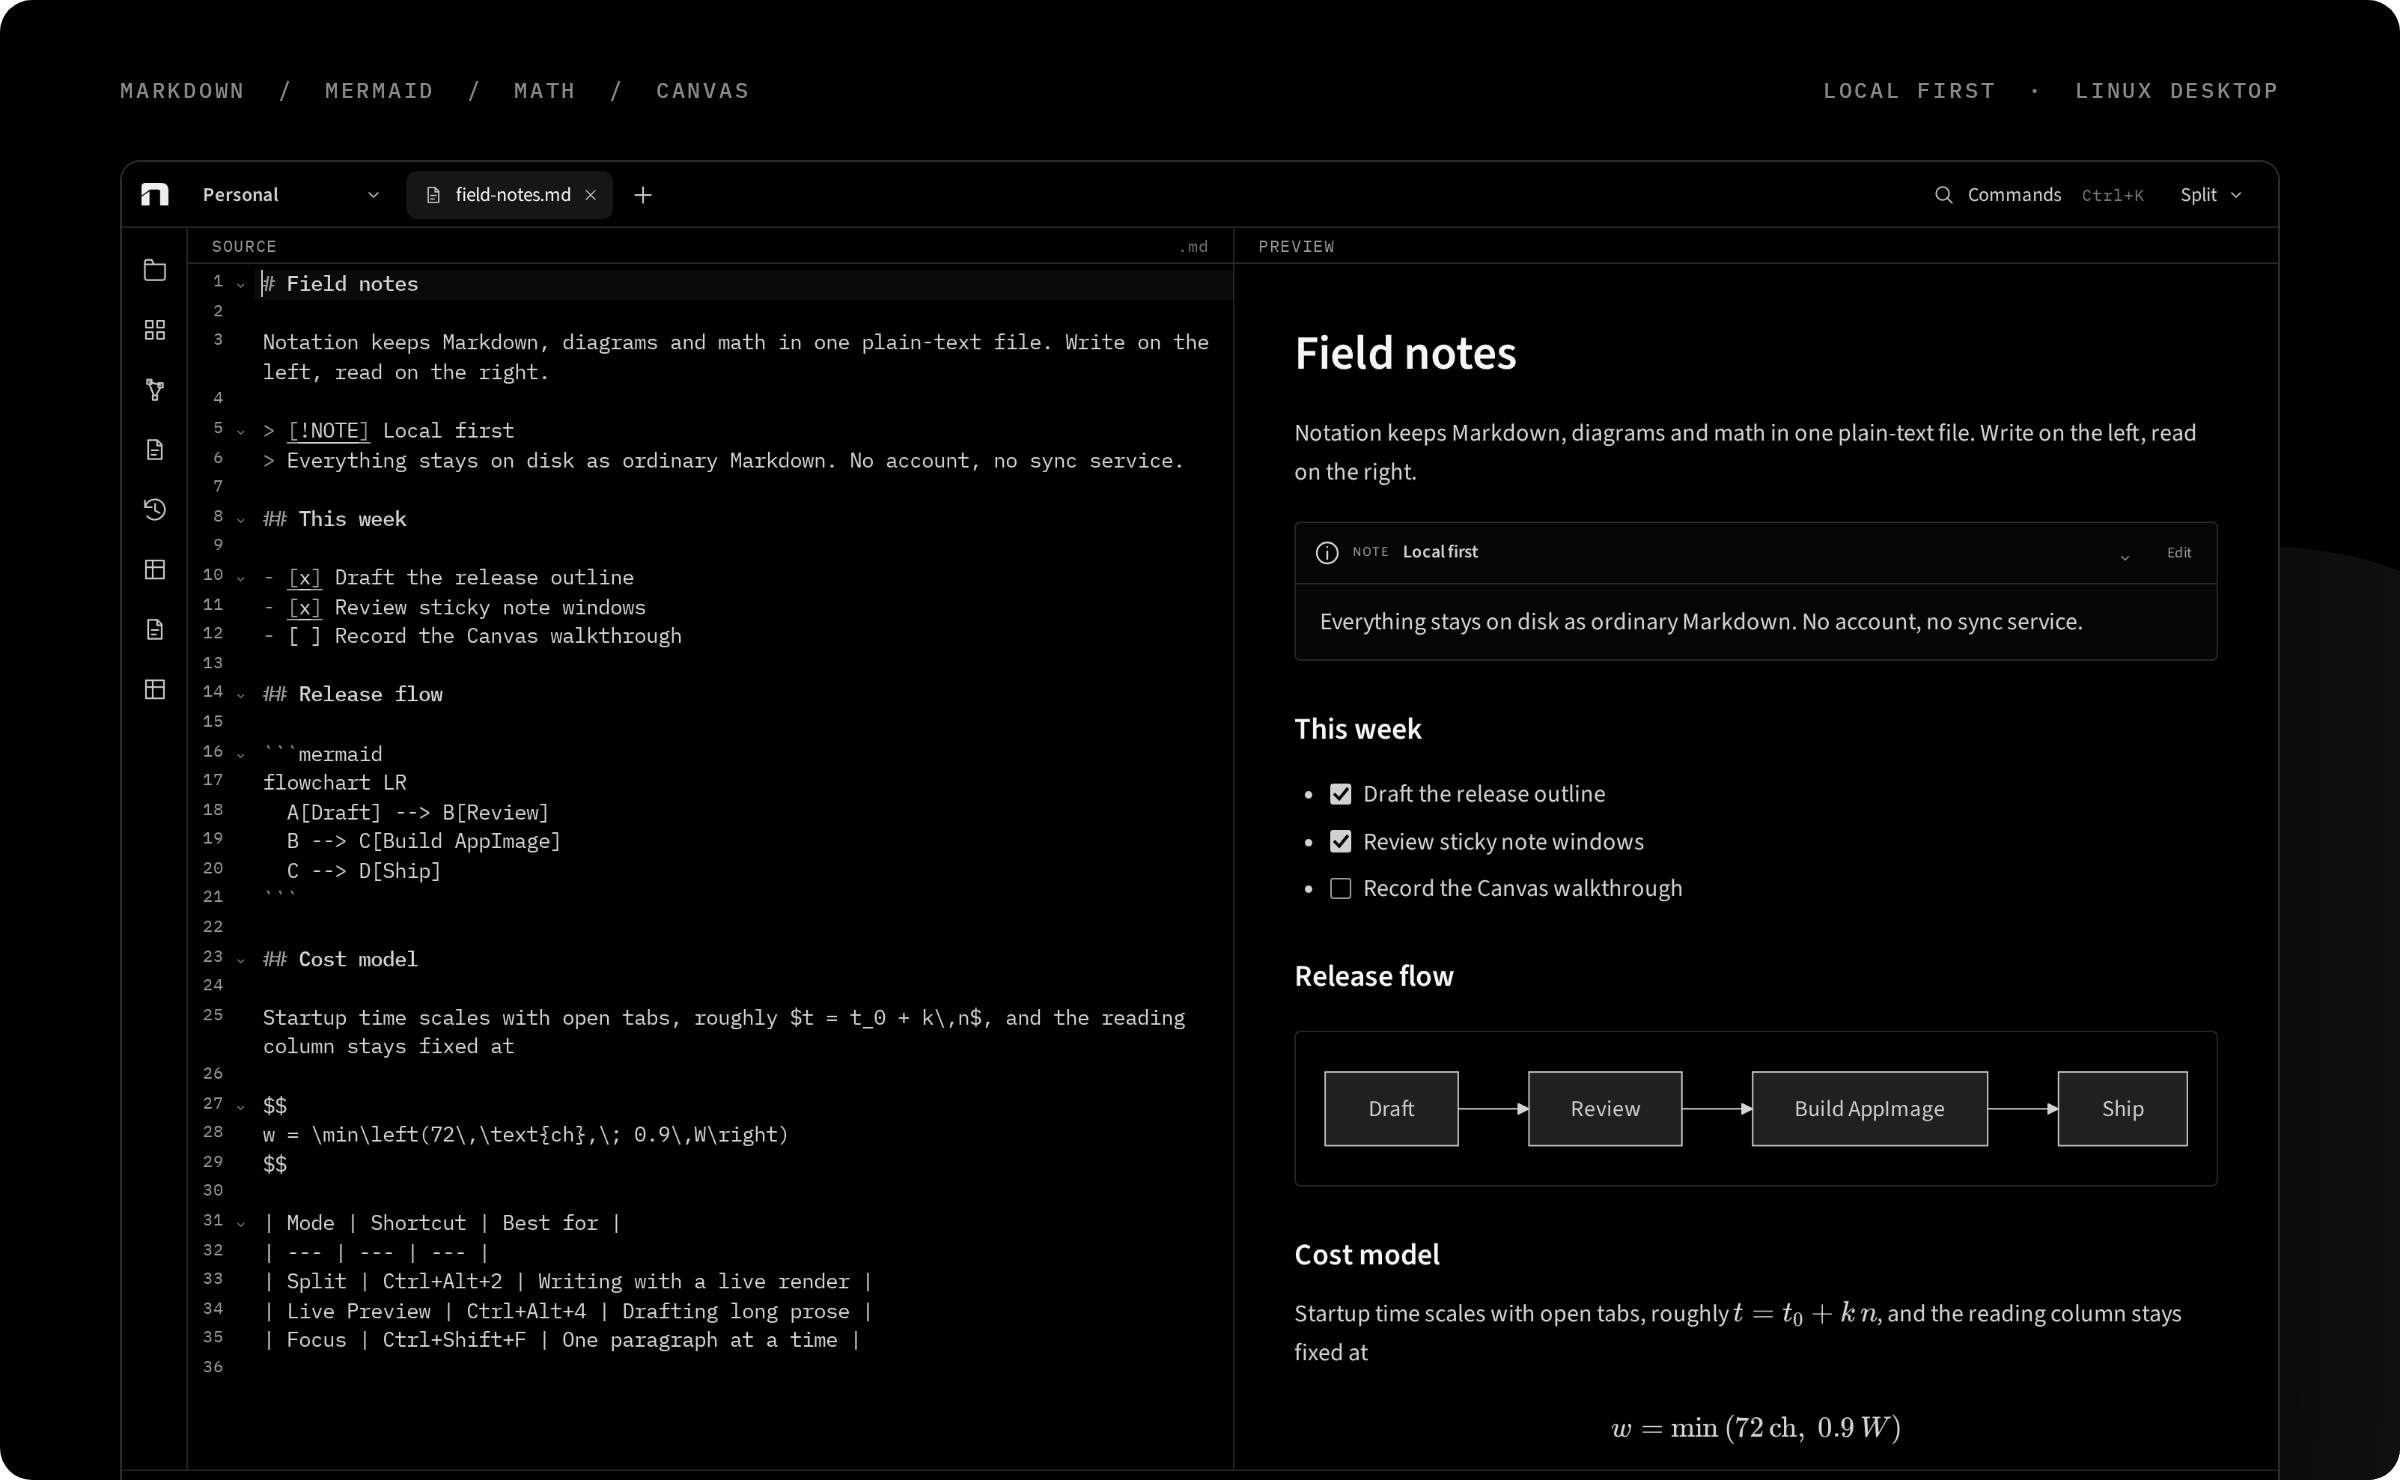 MARKDOWN / MERMAID / MATH / CANVAS
LOCAL FIRST · LINUX DESKTOP
Personal
field-notes.md
Commands Ctrl+K
Split
SOURCE
.md
1 # Field notes
2
3 Notation keeps Markdown, diagrams and math in one plain-text file. Write on the
left, read on the right.
4
5 > [!NOTE] Local first
6 > Everything stays on disk as ordinary Markdown. No account, no sync service.
7
8 ## This week
9
10 - [x] Draft the release outline
11 - [x] Review sticky note windows
12 - [ ] Record the Canvas walkthrough
13
14 ## Release flow
15
16 ```mermaid
17 flowchart LR
18   A[Draft] --> B[Review]
19   B --> C[Build AppImage]
20   C --> D[Ship]
21 ```
22
23 ## Cost model
24
25 Startup time scales with open tabs, roughly $t = t_0 + k\,n$, and the reading
column stays fixed at
26
27 $$
28 w = \min\left(72\,\text{ch},\; 0.9\,W\right)
29 $$
30
31 | Mode | Shortcut | Best for |
32 | --- | --- | --- |
33 | Split | Ctrl+Alt+2 | Writing with a live render |
34 | Live Preview | Ctrl+Alt+4 | Drafting long prose |
35 | Focus | Ctrl+Shift+F | One paragraph at a time |
36
PREVIEW
Field notes
Notation keeps Markdown, diagrams and math in one plain-text file. Write on the left, read
on the right.
NOTE Local first
Edit
Everything stays on disk as ordinary Markdown. No account, no sync service.
This week
• Draft the release outline
• Review sticky note windows
• Record the Canvas walkthrough
Release flow
Draft
Review
Build AppImage
Ship
Cost model
Startup time scales with open tabs, roughly t = t₀ + k n, and the reading column stays
fixed at
w = min (72 ch, 0.9 W)